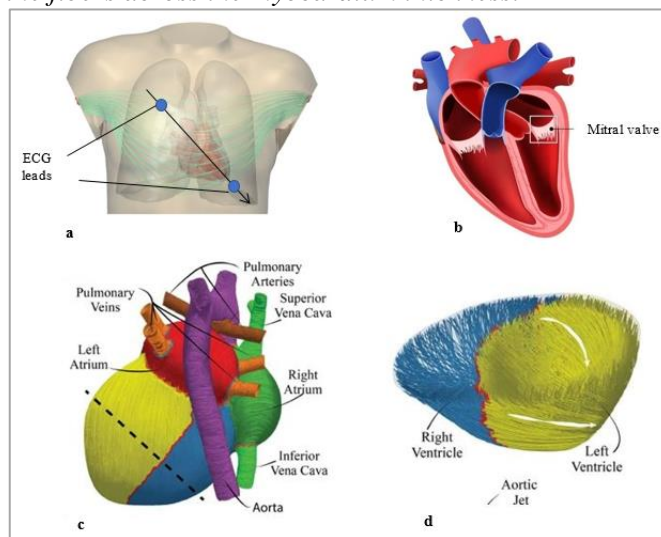 ECG
leads
a
Mitral valve
b
Pulmonary
Arteries
Pulmonary
Veins
Superior
Vena Cava
Left
Atrium
Right
Atrium
Inferior
Vena Cava
Aorta
c
Right
Ventricle
Left
Ventricle
Aortic
Jet
d